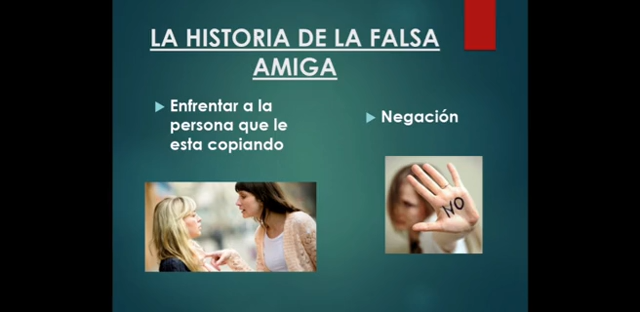 LA HISTORIA DE LA FALSA
AMIGA
Enfrentar a la
persona que le
esta copiando
Negación
NO